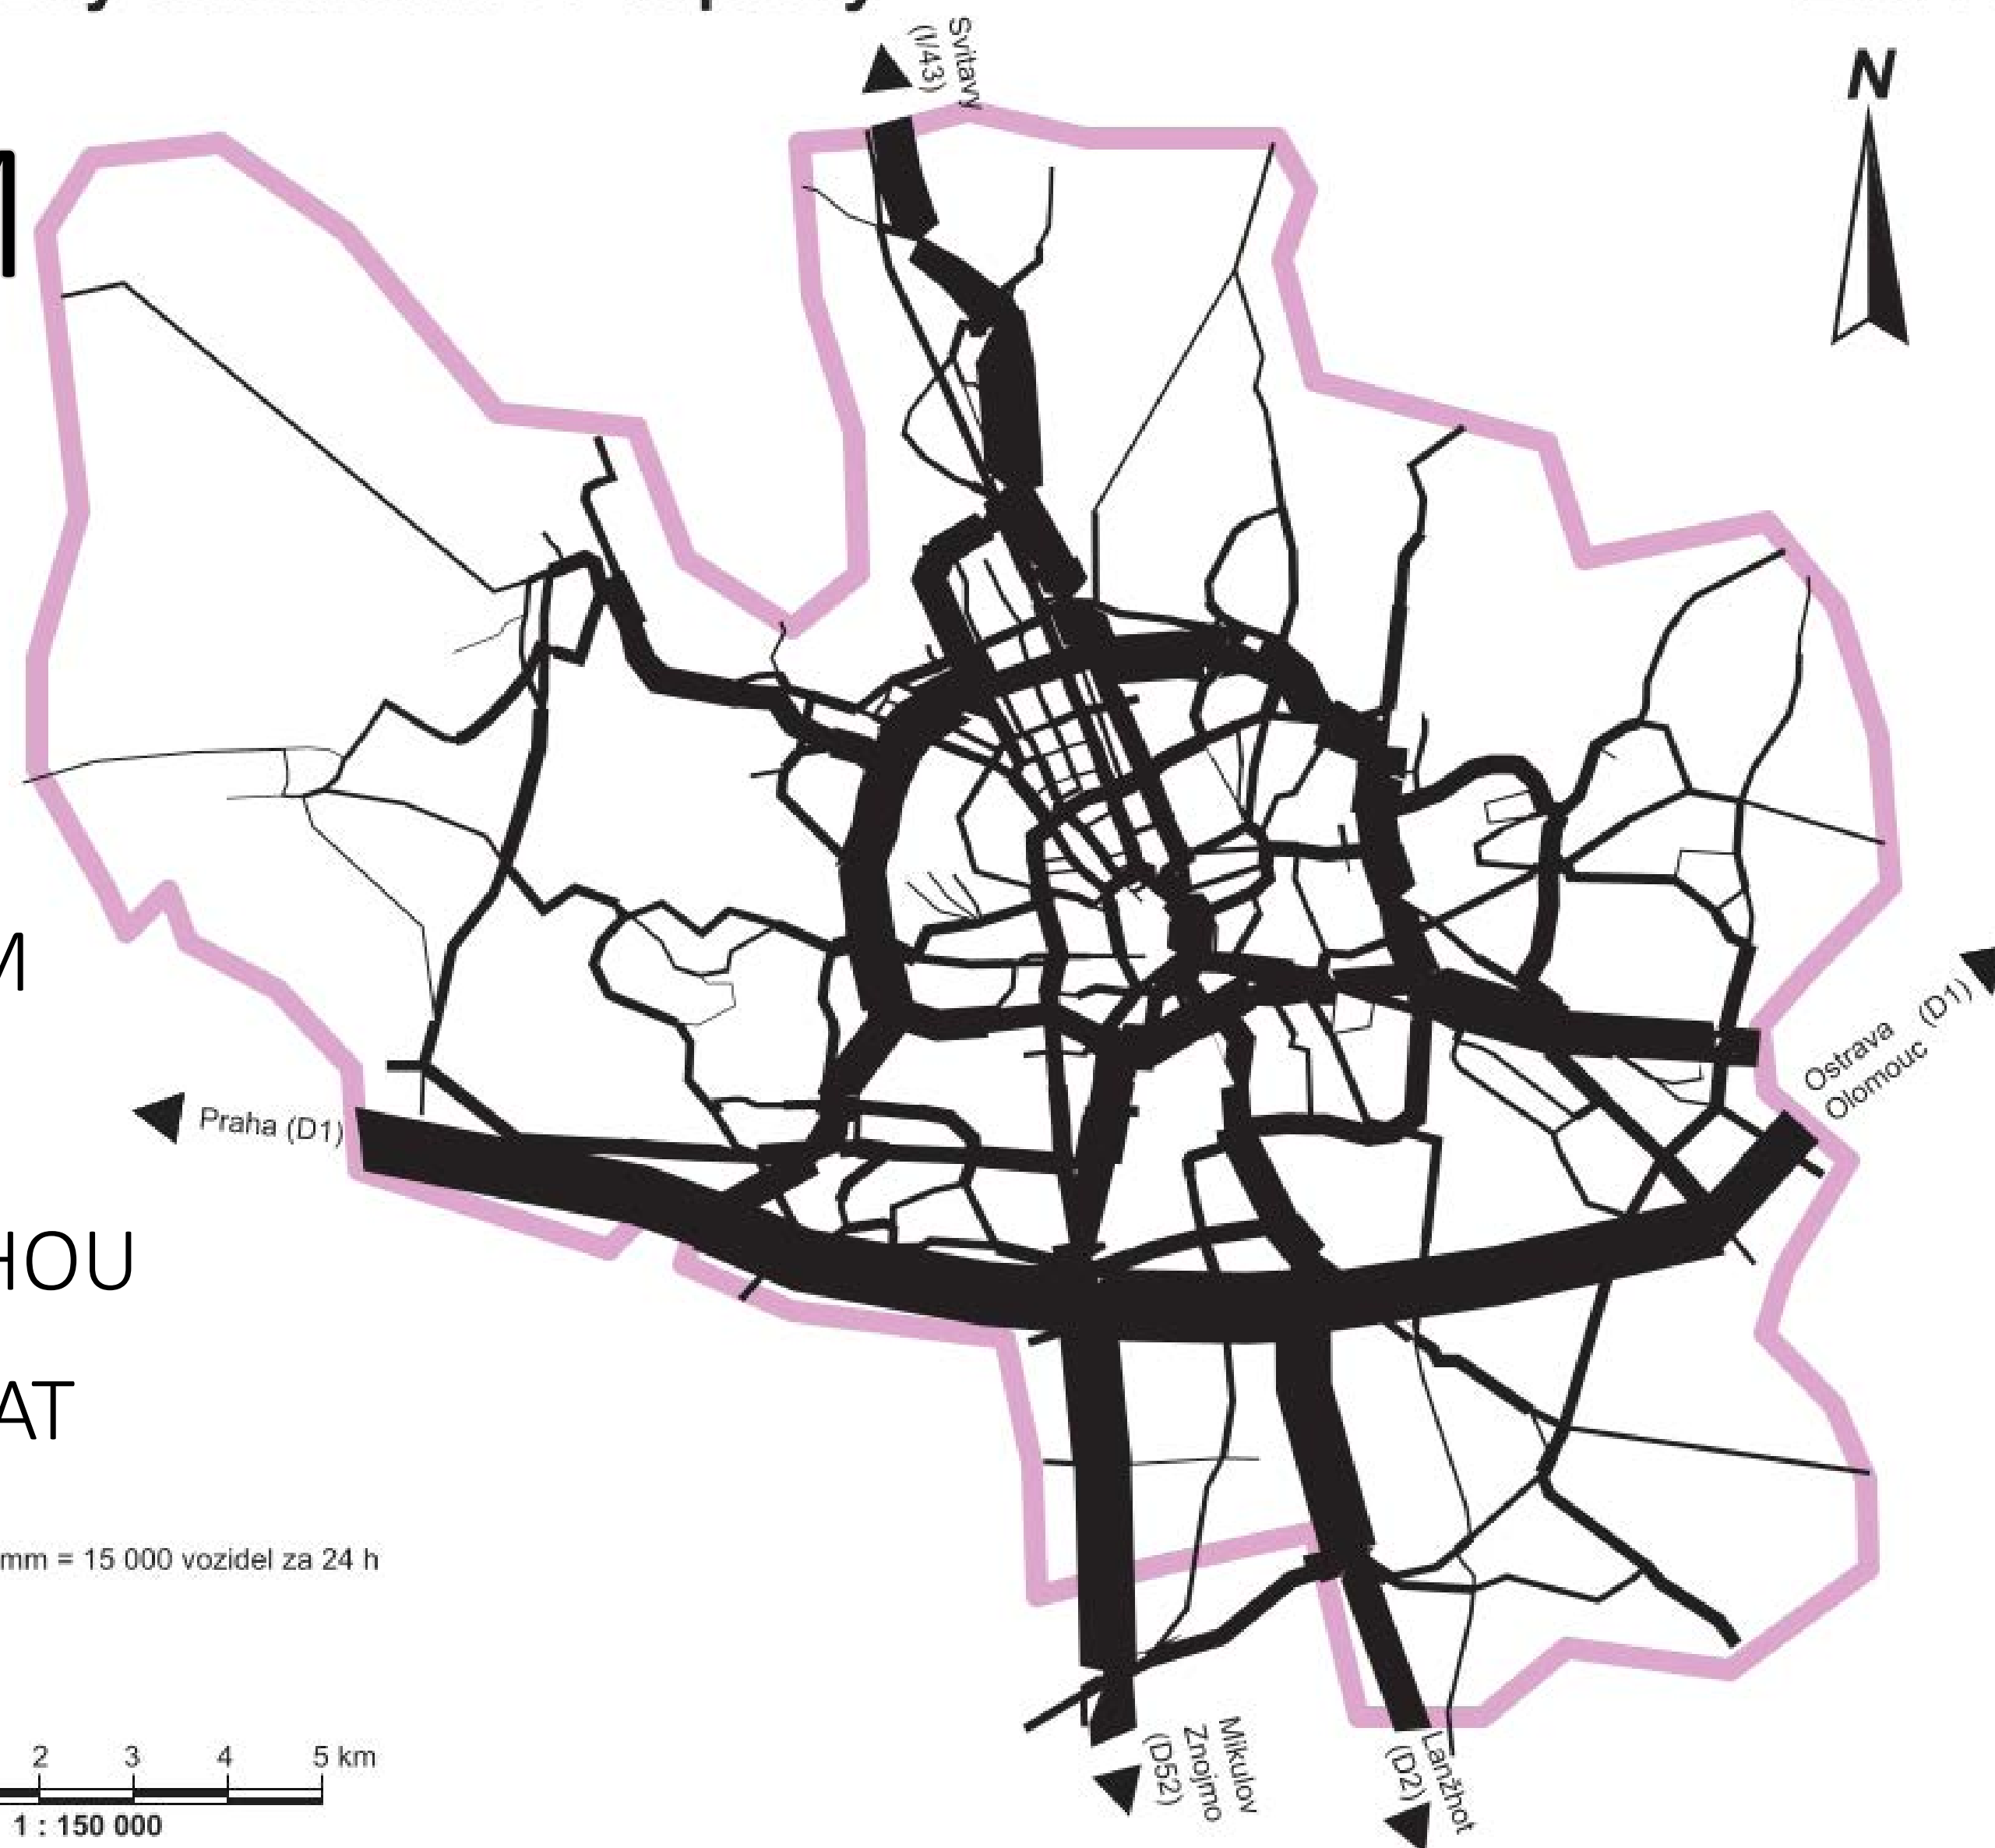 Svitavy
(I/43)
N
M
Ostrava
Olomouc (D1)
Praha (D1)
HOU
AT
mm = 15 000 vozidel za 24 h
2 3 4 5 km
1 : 150 000
Mikulov
Znojmo
(D52)
Lanžhot
(D2)